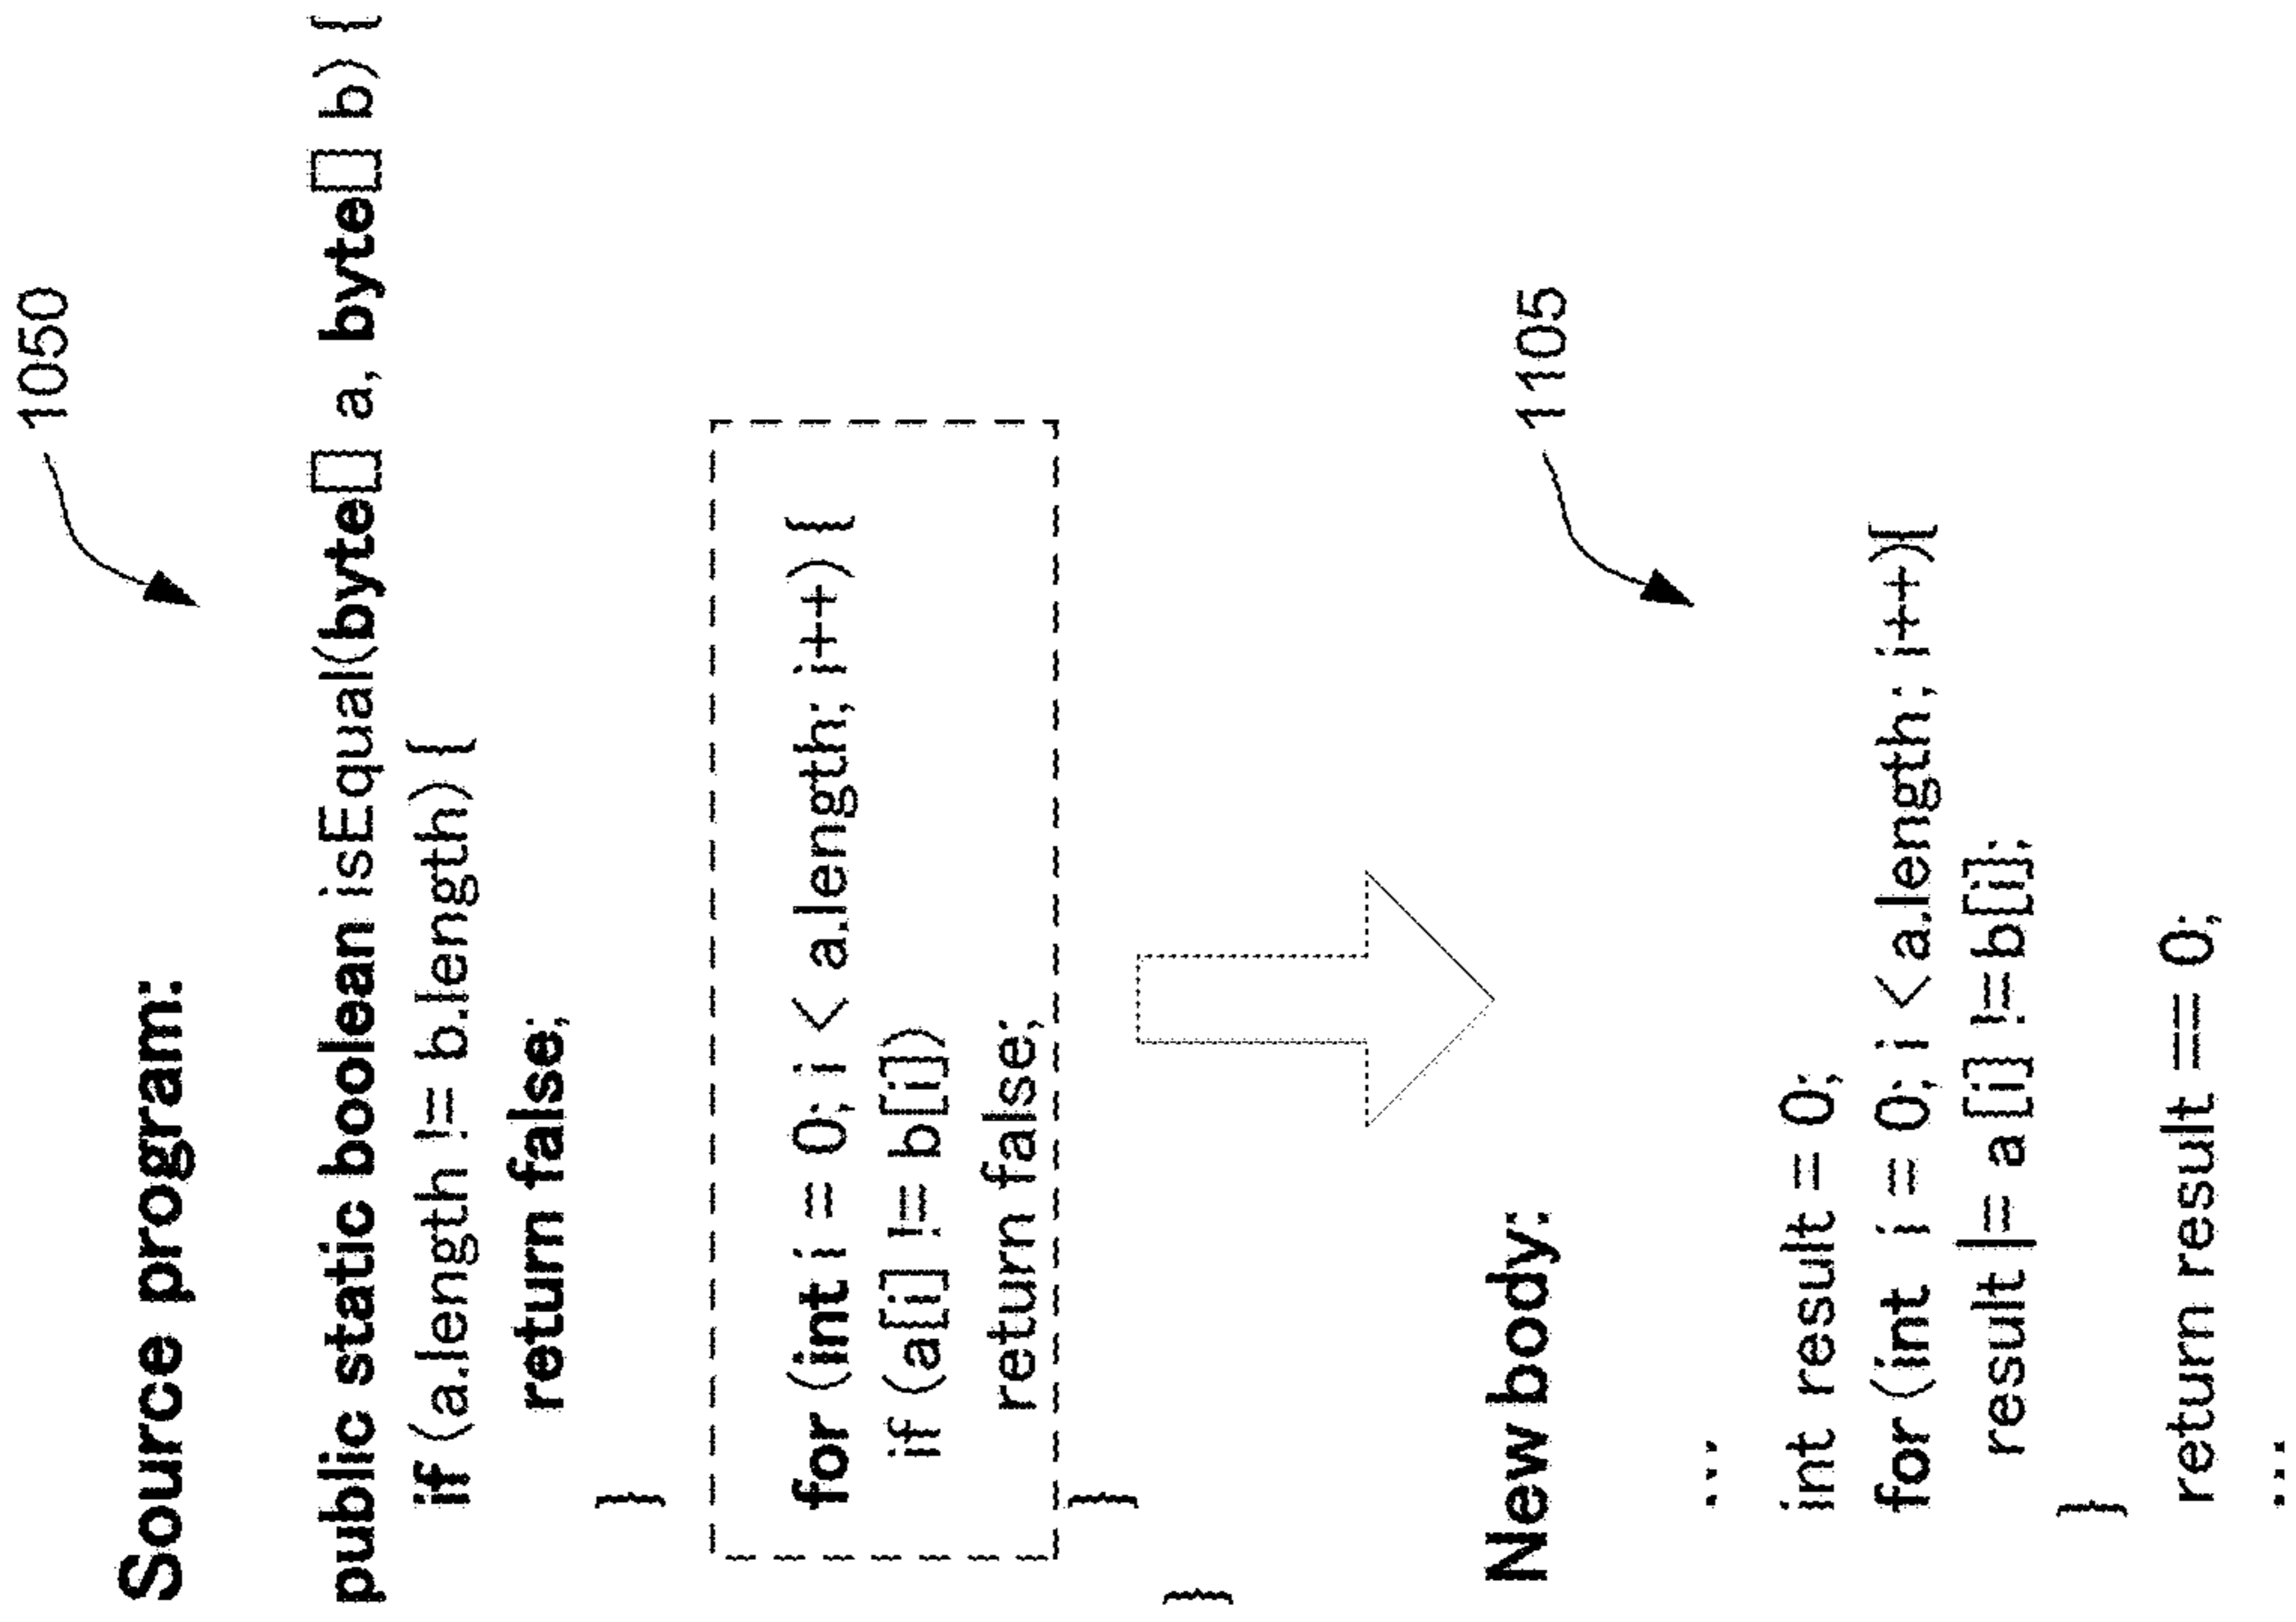 1050
Source program:
public static boolean isEqual(byte[] a, byte[] b) {
if (a.length != b.length) {
return false;
}
for (int i = 0; i < a.length; i++) {
if (a[i] != b[i])
return false;
}
}
1105
New body:
...
int result = 0;
for (int i = 0; i < a.length; i++){
result |= a[i] != b[i];
}
return result == 0;
...